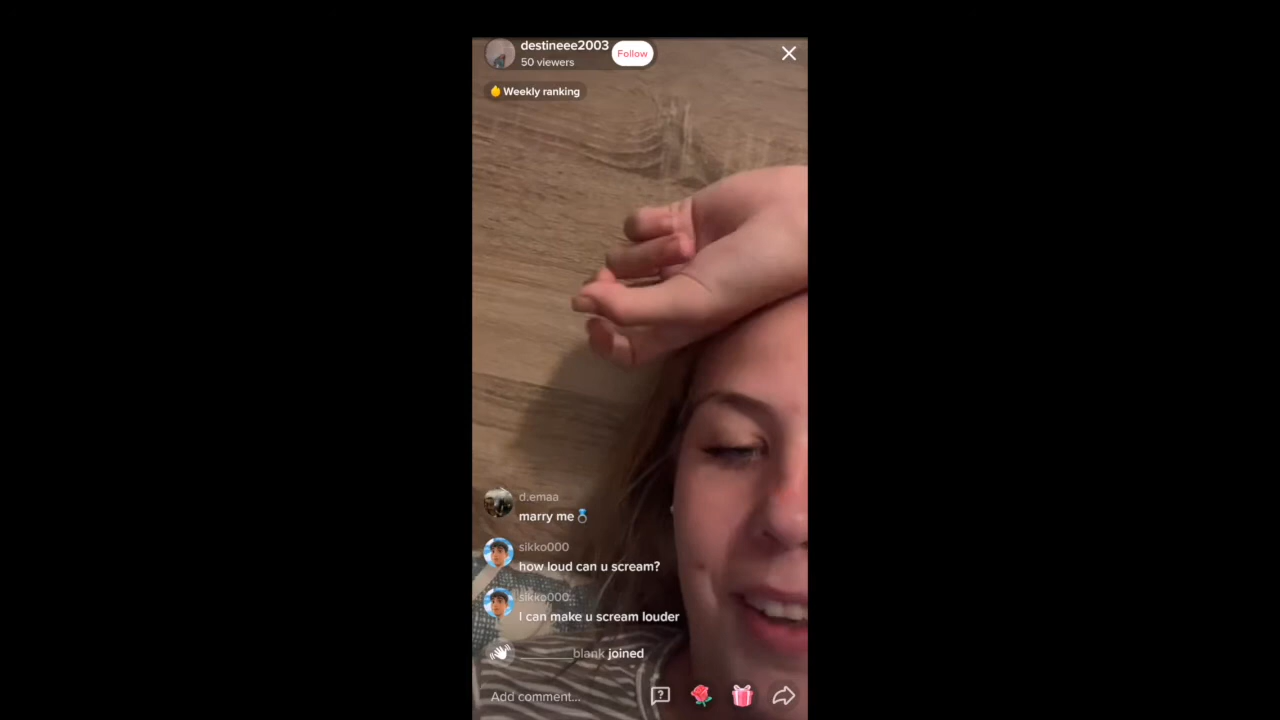 destineee2003
Follow
50 viewers
Weekly ranking
d.emaa
marry me💍
sikko000
how loud can u scream?
sikko000
I can make u scream louder
_______blank joined
Add comment...
?